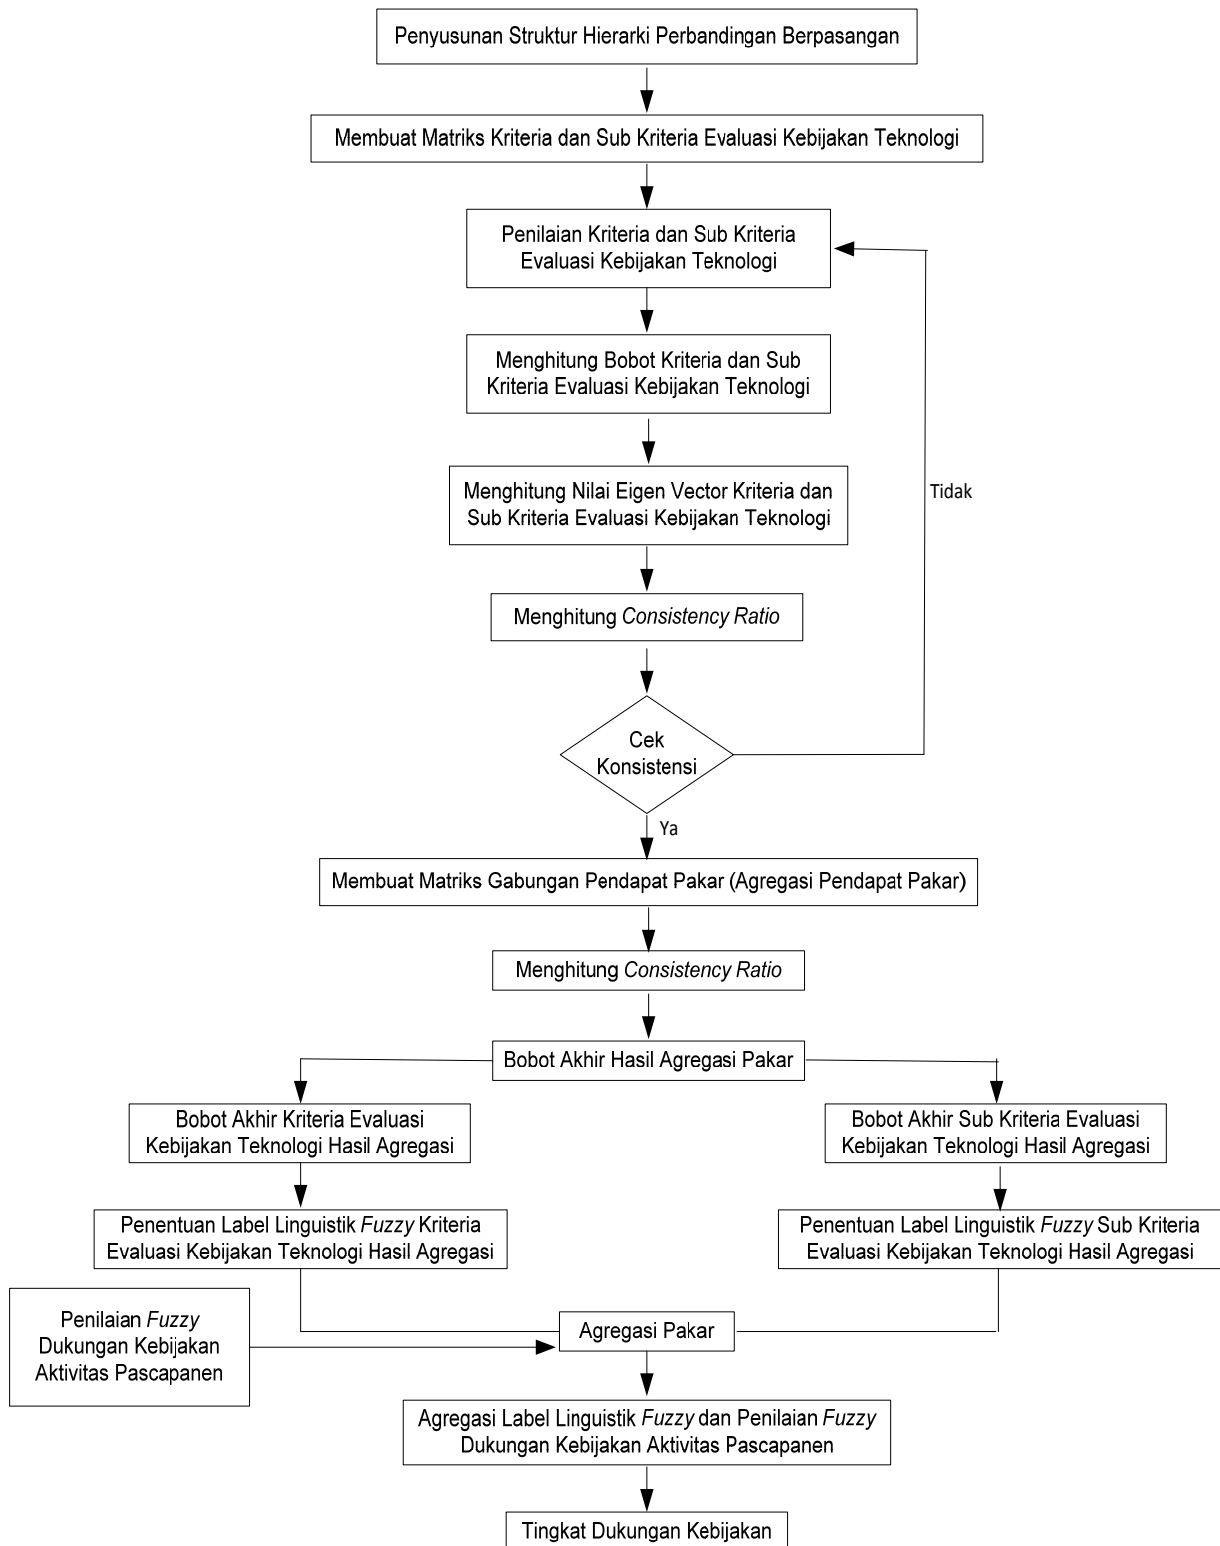 Penyusunan Struktur Hierarki Perbandingan Berpasangan
Membuat Matriks Kriteria dan Sub Kriteria Evaluasi Kebijakan Teknologi
Penilaian Kriteria dan Sub Kriteria
Evaluasi Kebijakan Teknologi
Menghitung Bobot Kriteria dan Sub
Kriteria Evaluasi Kebijakan Teknologi
Menghitung Nilai Eigen Vector Kriteria dan
Sub Kriteria Evaluasi Kebijakan Teknologi
Tidak
Menghitung Consistency Ratio
Cek
Konsistensi
Ya
Membuat Matriks Gabungan Pendapat Pakar (Agregasi Pendapat Pakar)
Menghitung Consistency Ratio
Bobot Akhir Hasil Agregasi Pakar
Bobot Akhir Kriteria Evaluasi
Kebijakan Teknologi Hasil Agregasi
Bobot Akhir Sub Kriteria Evaluasi
Kebijakan Teknologi Hasil Agregasi
Penentuan Label Linguistik Fuzzy Kriteria
Evaluasi Kebijakan Teknologi Hasil Agregasi
Penentuan Label Linguistik Fuzzy Sub Kriteria
Evaluasi Kebijakan Teknologi Hasil Agregasi
Penilaian Fuzzy
Dukungan Kebijakan
Aktivitas Pascapanen
Agregasi Pakar
Agregasi Label Linguistik Fuzzy dan Penilaian Fuzzy
Dukungan Kebijakan Aktivitas Pascapanen
Tingkat Dukungan Kebijakan